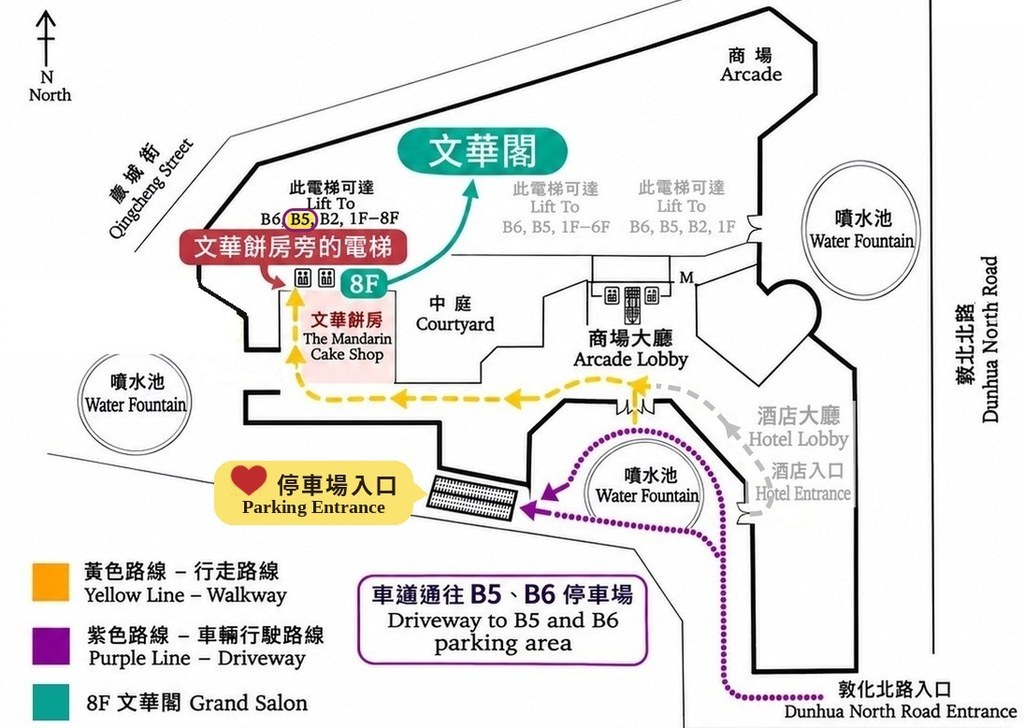 N
North
商場
Arcade
慶城街
Qingcheng Street
文華閣
此電梯可達
Lift To
B6, B5, B2, 1F–8F
此電梯可達
Lift To
B6, B5, 1F–6F
此電梯可達
Lift To
B6, B5, B2, 1F
噴水池
Water Fountain
文華餅房旁的電梯
8F
M
中庭
Courtyard
文華餅房
The Mandarin
Cake Shop
商場大廳
Arcade Lobby
敦北北路
Dunhua North Road
噴水池
Water Fountain
酒店大廳
Hotel Lobby
酒店入口
Hotel Entrance
噴水池
Water Fountain
停車場入口
Parking Entrance
黃色路線 – 行走路線
Yellow Line – Walkway
紫色路線 – 車輛行駛路線
Purple Line – Driveway
8F 文華閣 Grand Salon
車道通往 B5、B6 停車場
Driveway to B5 and B6
parking area
敦化北路入口
Dunhua North Road Entrance